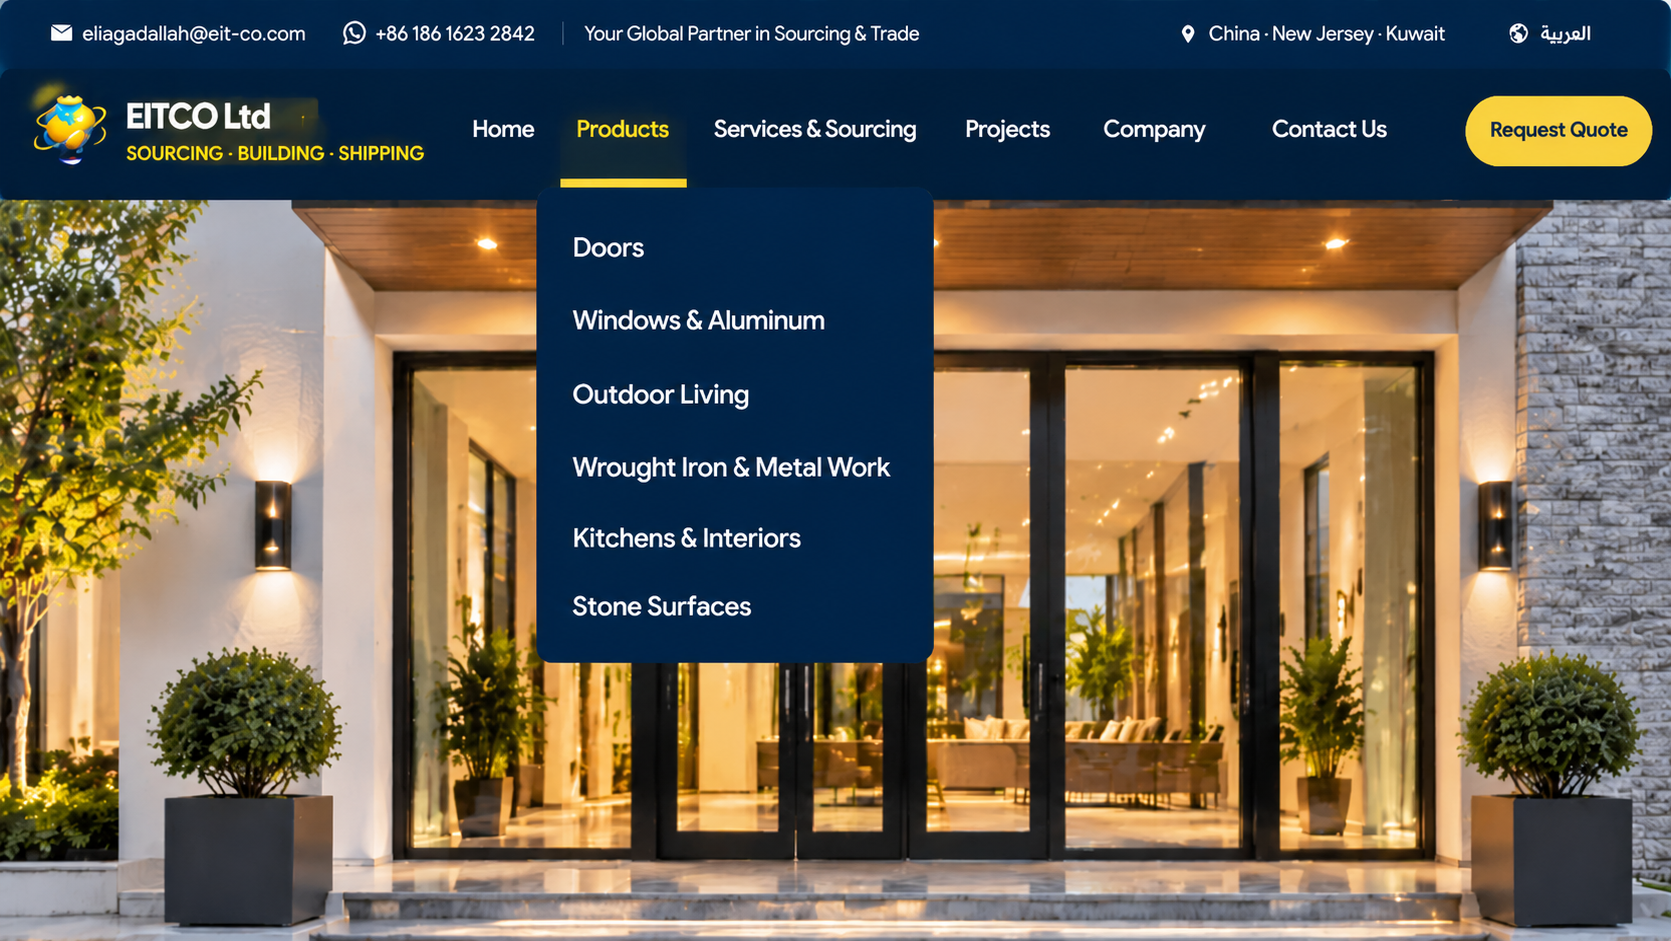 eliagadallah@eit-co.com
+86 186 1623 2842
Your Global Partner in Sourcing & Trade
China · New Jersey · Kuwait
العربية
EITCO Ltd
SOURCING · BUILDING · SHIPPING
Home
Products
Services & Sourcing
Projects
Company
Contact Us
Request Quote
Doors
Windows & Aluminum
Outdoor Living
Wrought Iron & Metal Work
Kitchens & Interiors
Stone Surfaces